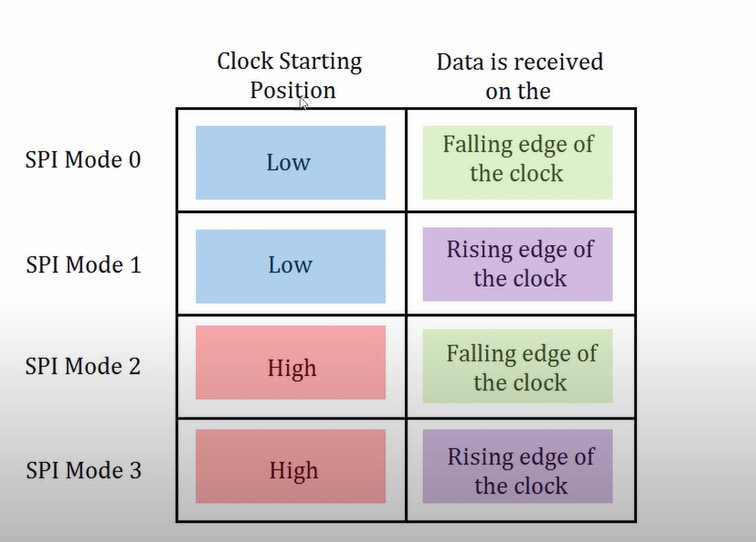 Clock Starting
Position
Data is received
on the
SPI Mode 0
Low
Falling edge of
the clock
SPI Mode 1
Low
Rising edge of
the clock
SPI Mode 2
High
Falling edge of
the clock
SPI Mode 3
High
Rising edge of
the clock